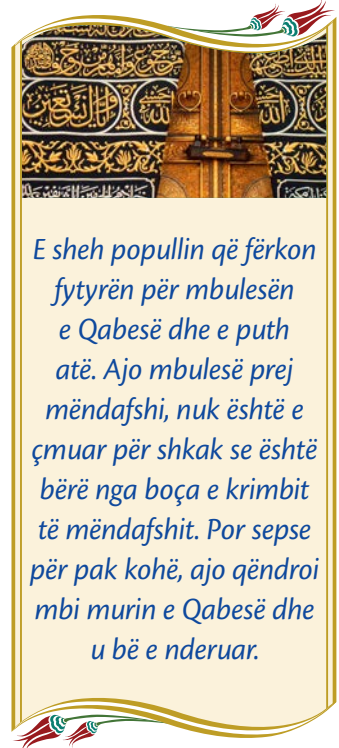 E sheh popullin që fërkon
fytyrën për mbulesën
e Qabesë dhe e puth
atë. Ajo mbulesë prej
mëndafshi, nuk është e
çmuar për shkak se është
bërë nga boça e krimbit
të mëndafshit. Por sepse
për pak kohë, ajo qëndroi
mbi murin e Qabesë dhe
u bë e nderuar.